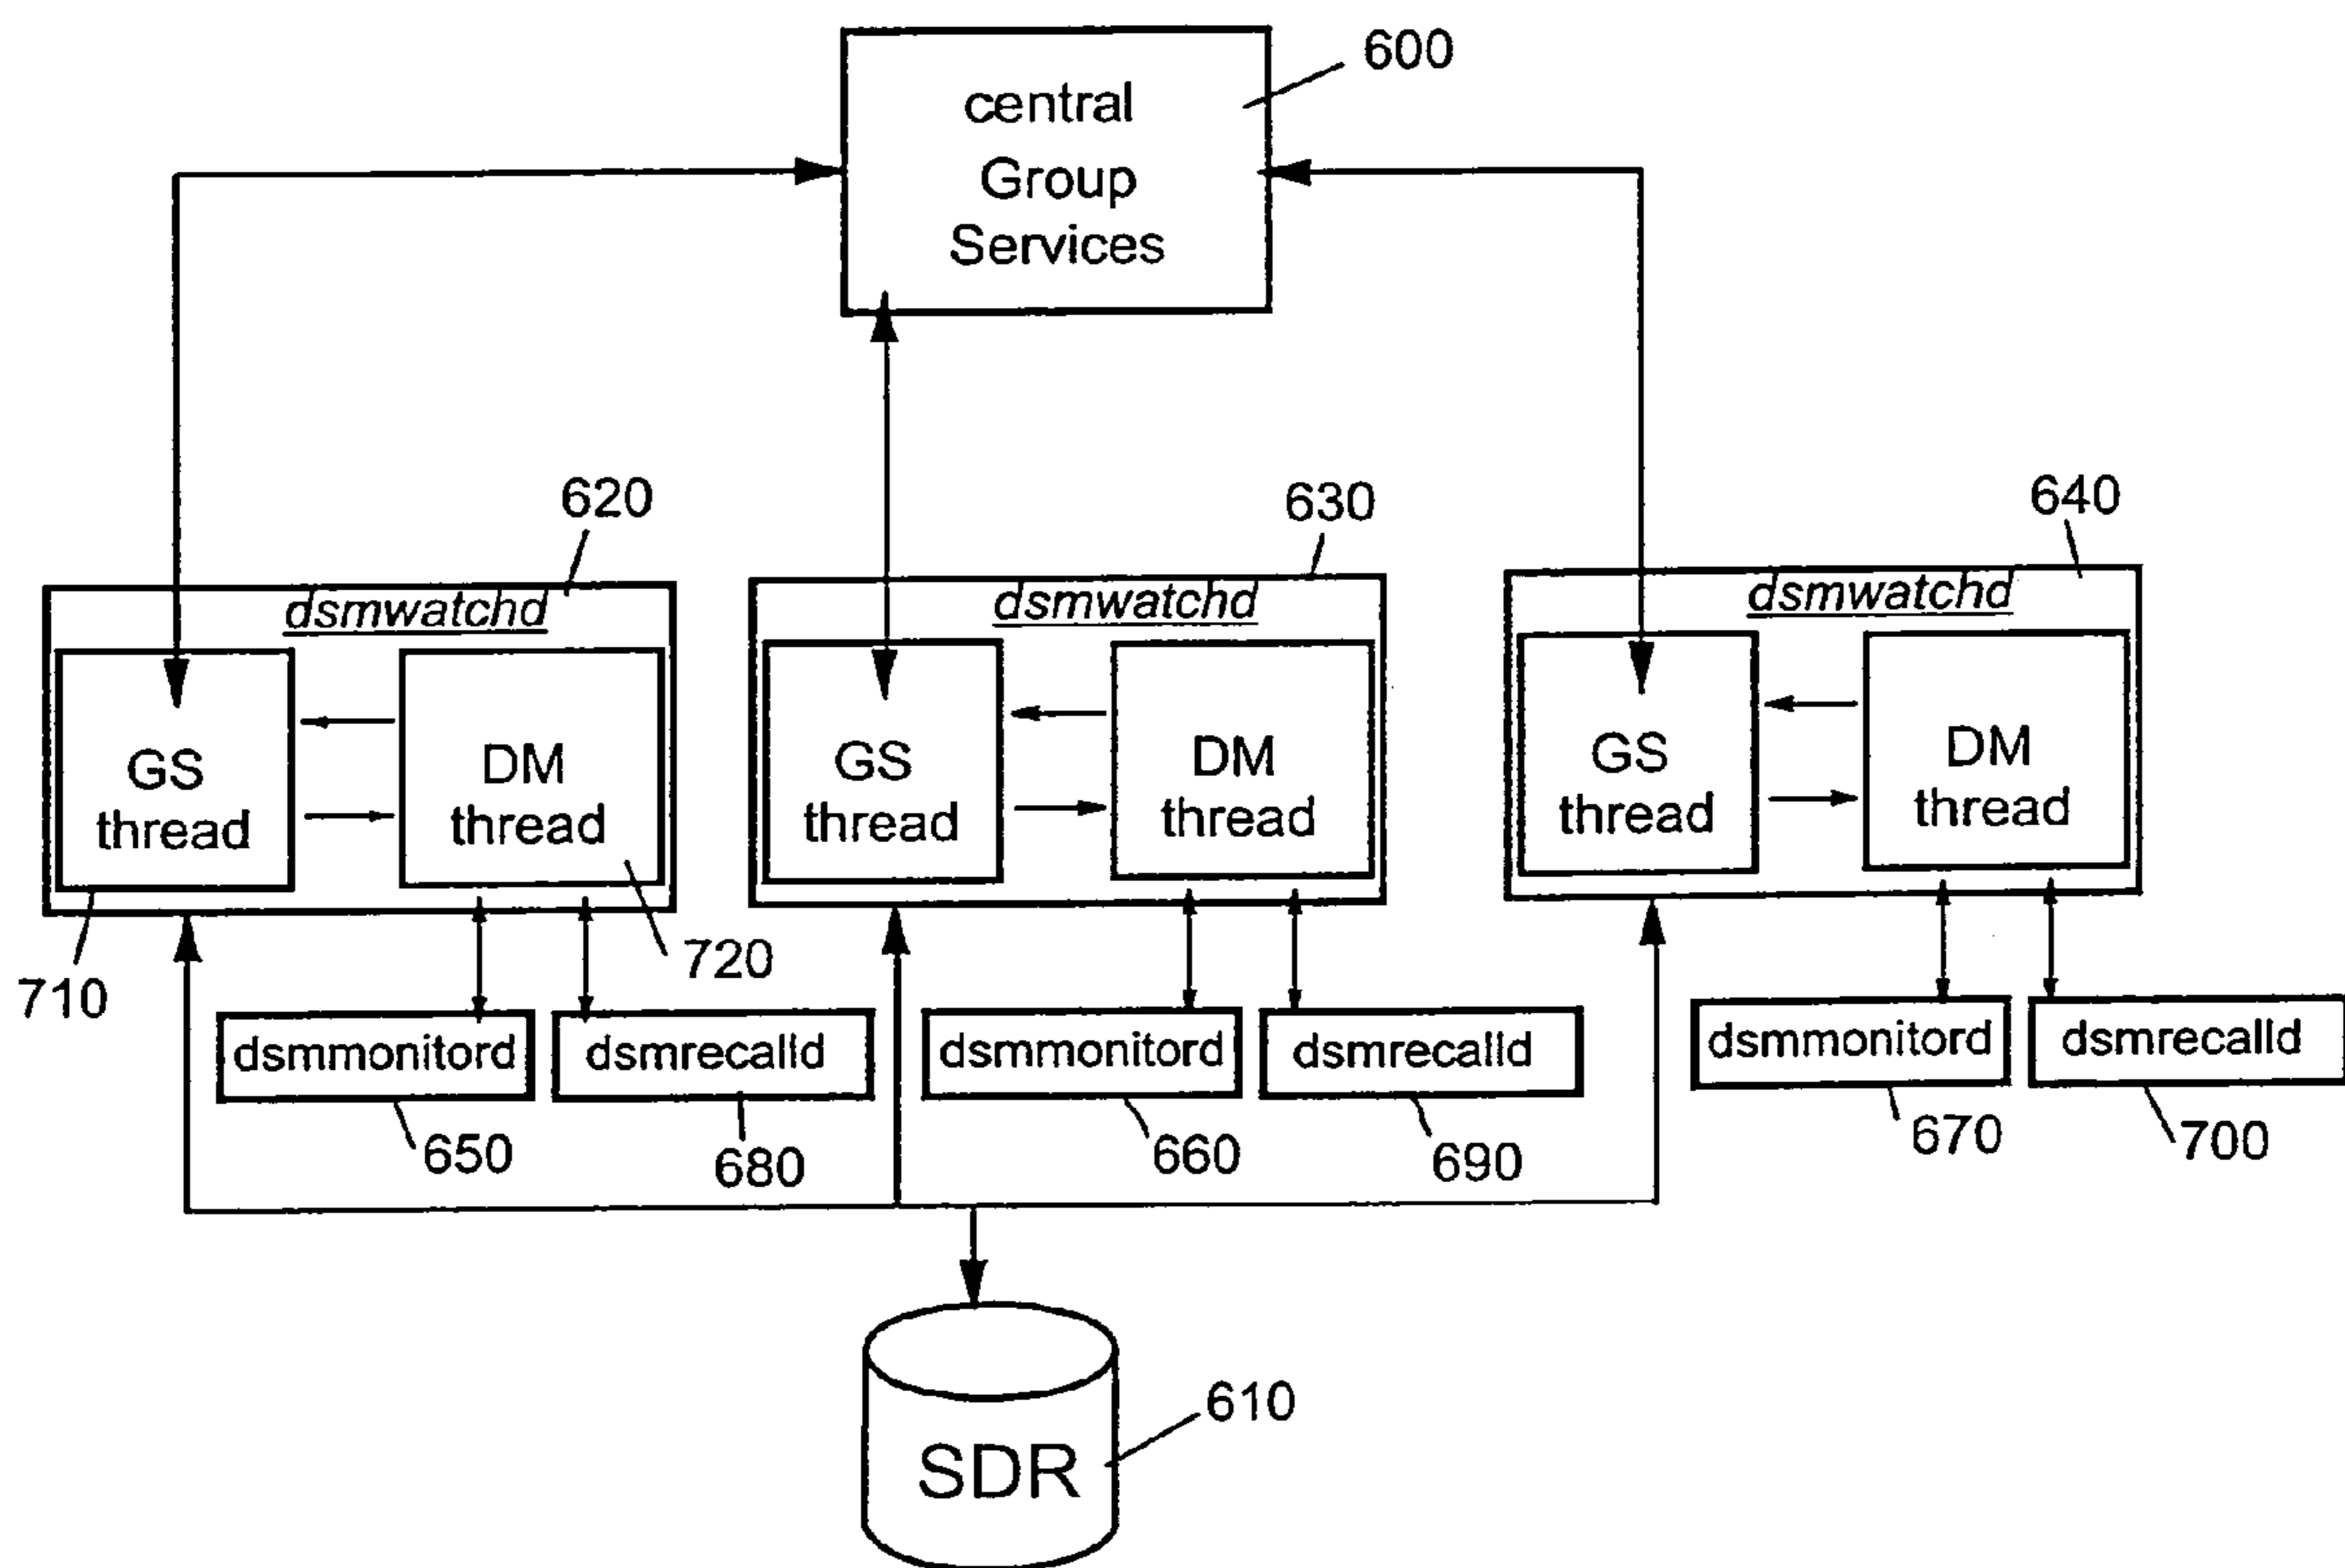 600
central
Group
Services
620
630
640
dsmwatchd
dsmwatchd
dsmwatchd
GS
thread
DM
thread
GS
thread
DM
thread
GS
thread
DM
thread
710
720
dsmmonitord
dsmrecalld
dsmmonitord
dsmrecalld
dsmmonitord
dsmrecalld
650
680
660
690
670
700
610
SDR